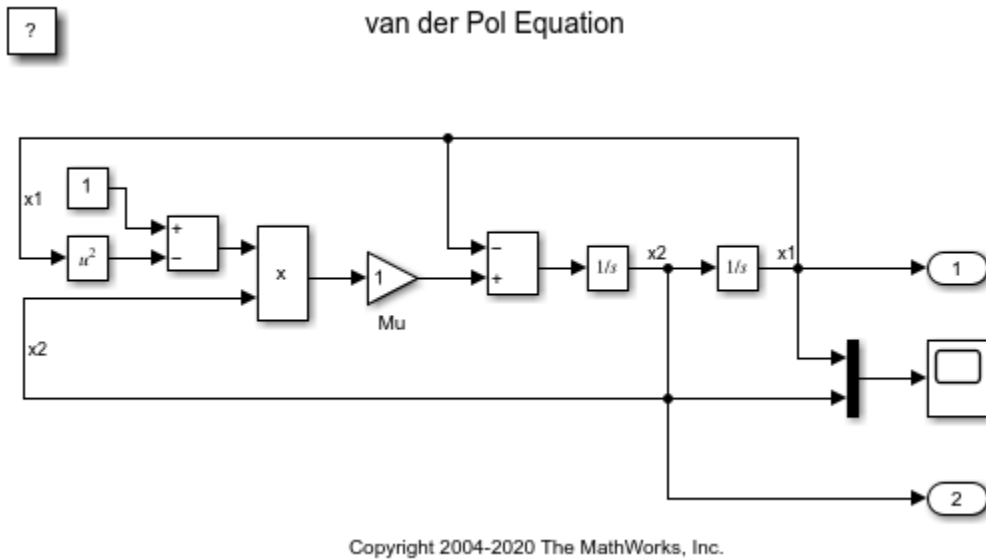 ?
van der Pol Equation
x1
1
+
−
u²
x
x2
1
Mu
−
+
1/s
x2
1/s
x1
1
2
Copyright 2004-2020 The MathWorks, Inc.